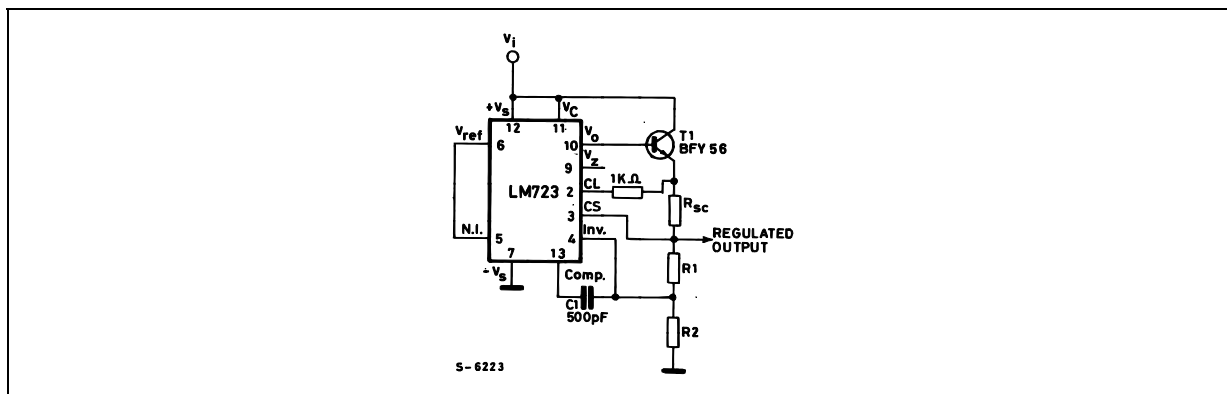 Vi
+Vs
VC
12
11
Vref
Vo
T1
BFY 56
6
10
Vz
9
1KΩ
CL
LM723
2
Rsc
CS
3
REGULATED
OUTPUT
N.I.
Inv.
5
4
7
13
R1
-Vs
Comp.
C1
500pF
R2
S-6223